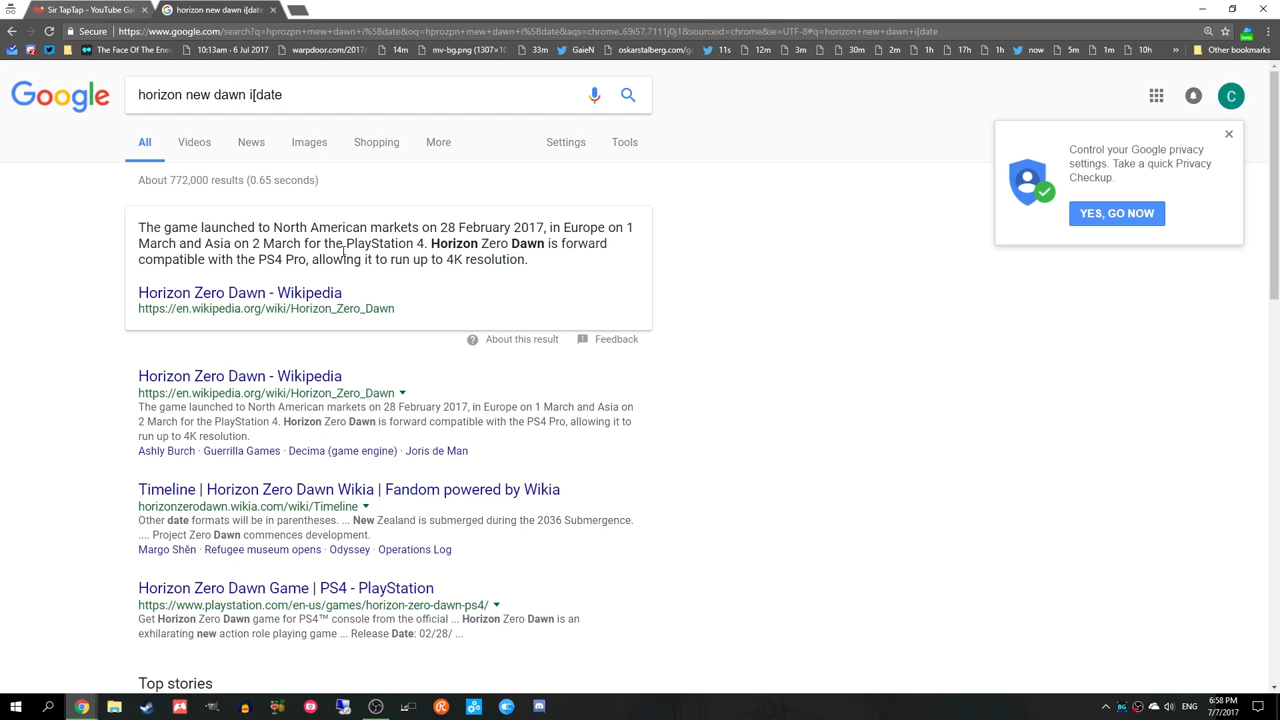 Sir TapTap - YouTube Ga
horizon new dawn i[date
Secure
https://www.google.com/search?q=hprozpn+mew+dawn+i%5Bdate&oq=hprozpn+mew+dawn+i%5Bdate&aqs=chrome..69i57.7111j0j1&sourceid=chrome&ie=UTF-8#q=horizon+new+dawn+i[date
The Face Of The Ene
10:13am - 6 Jul 2017
warpdoor.com/2017/
14m
mv-bg.png (1307×10
33m
GaieN
oskarstalberg.com/ga
11s
12m
3m
30m
2m
1h
17h
1h
now
5m
1m
10h
»
Other bookmarks
Google
horizon new dawn i[date
C
All
Videos
News
Images
Shopping
More
Settings
Tools
Control your Google privacy
settings. Take a quick Privacy
Checkup.
YES, GO NOW
About 772,000 results (0.65 seconds)
The game launched to North American markets on 28 February 2017, in Europe on 1
March and Asia on 2 March for the PlayStation 4. Horizon Zero Dawn is forward
compatible with the PS4 Pro, allowing it to run up to 4K resolution.
Horizon Zero Dawn - Wikipedia
https://en.wikipedia.org/wiki/Horizon_Zero_Dawn
About this result
Feedback
Horizon Zero Dawn - Wikipedia
https://en.wikipedia.org/wiki/Horizon_Zero_Dawn
The game launched to North American markets on 28 February 2017, in Europe on 1 March and Asia on
2 March for the PlayStation 4. Horizon Zero Dawn is forward compatible with the PS4 Pro, allowing it to
run up to 4K resolution.
Ashly Burch · Guerrilla Games · Decima (game engine) · Joris de Man
Timeline | Horizon Zero Dawn Wikia | Fandom powered by Wikia
horizonzerodawn.wikia.com/wiki/Timeline
Other date formats will be in parentheses. ... New Zealand is submerged during the 2036 Submergence.
.... Project Zero Dawn commences development.
Margo Shĕn · Refugee museum opens · Odyssey · Operations Log
Horizon Zero Dawn Game | PS4 - PlayStation
https://www.playstation.com/en-us/games/horizon-zero-dawn-ps4/
Get Horizon Zero Dawn game for PS4™ console from the official ... Horizon Zero Dawn is an
exhilarating new action role playing game ... Release Date: 02/28/ ...
Top stories
ENG
6:58 PM
7/7/2017